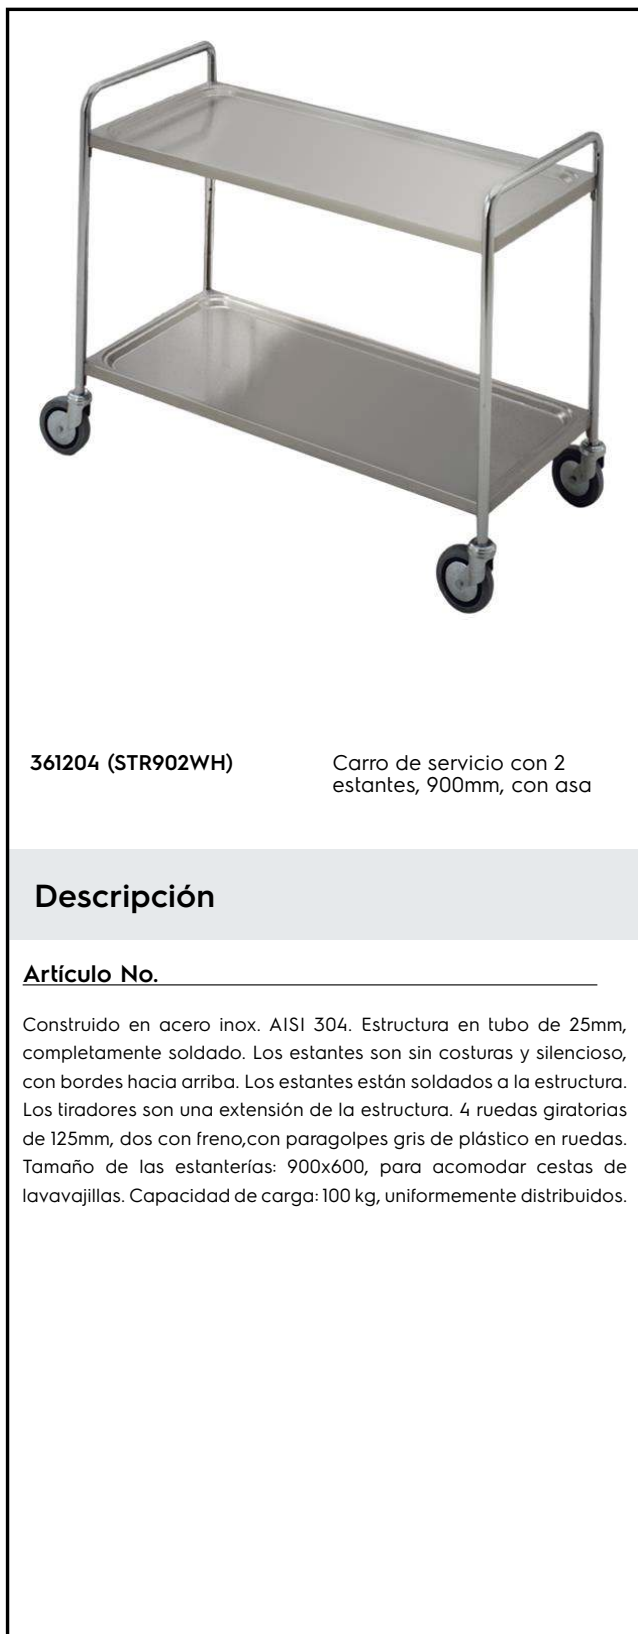 361204 (STR902WH)
Carro de servicio con 2
estantes, 900mm, con asa
Descripción
Artículo No.
Construido en acero inox. AISI 304. Estructura en tubo de 25mm,
completamente soldado. Los estantes son sin costuras y silencioso,
con bordes hacia arriba. Los estantes están soldados a la estructura.
Los tiradores son una extensión de la estructura. 4 ruedas giratorias
de 125mm, dos con freno,con paragolpes gris de plástico en ruedas.
Tamaño de las estanterías: 900x600, para acomodar cestas de
lavavajillas. Capacidad de carga: 100 kg, uniformemente distribuidos.